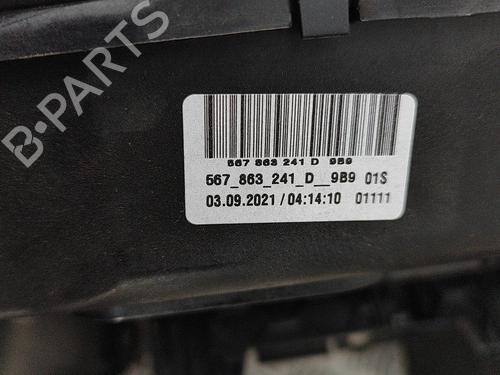 B-PARTS
567 863 241 D 9B9
567_863_241_D__9B9 01S
03.09.2021 / 04:14:10 01111